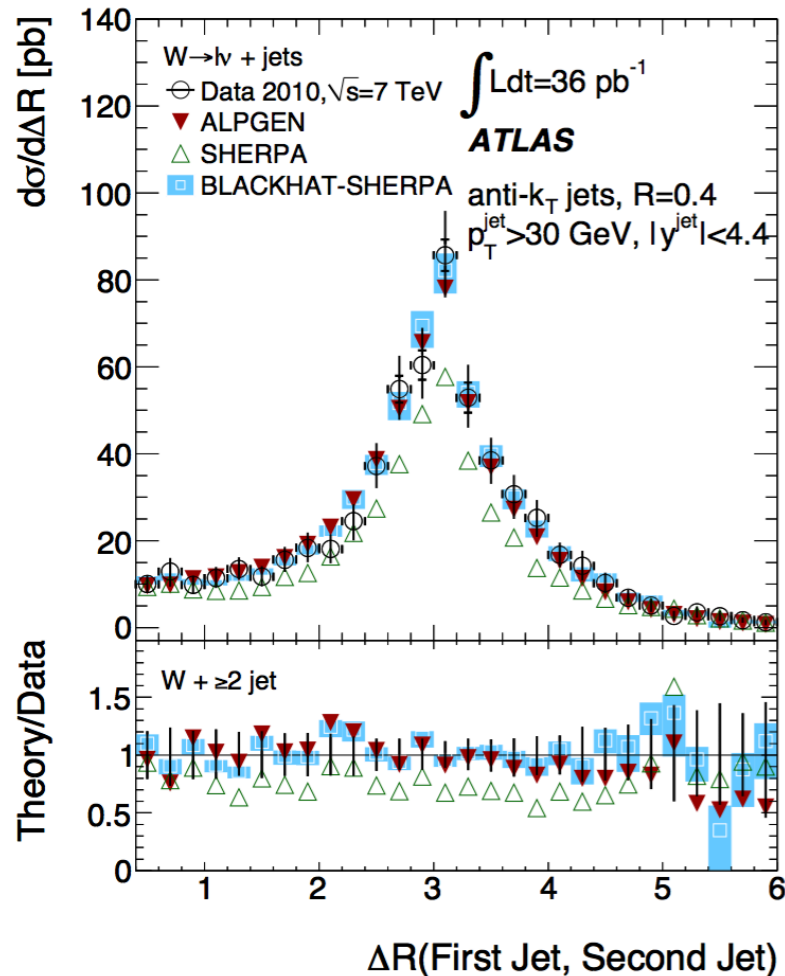 dσ/dΔR [pb]
140
120
100
80
60
40
20
0
W→lν + jets
Data 2010,√s=7 TeV
ALPGEN
SHERPA
BLACKHAT-SHERPA
∫Ldt=36 pb⁻¹
ATLAS
anti-k_T jets, R=0.4
p_T^jet>30 GeV, |y^jet|<4.4
Theory/Data
1.5
1
0.5
0
W + ≥2 jet
1 2 3 4 5 6
ΔR(First Jet, Second Jet)